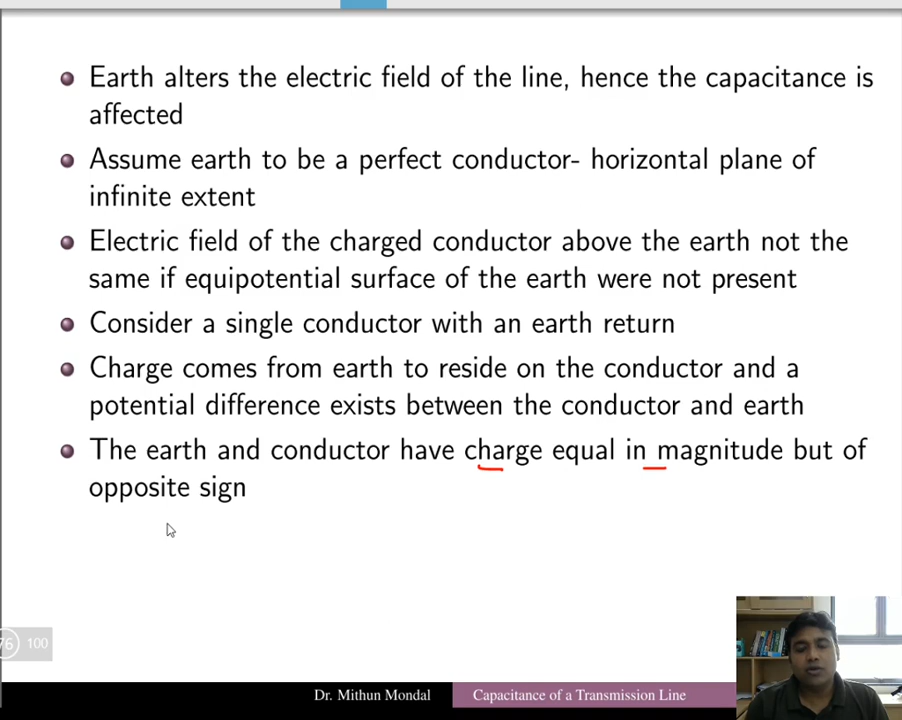 Earth alters the electric field of the line, hence the capacitance is
affected
Assume earth to be a perfect conductor- horizontal plane of
infinite extent
Electric field of the charged conductor above the earth not the
same if equipotential surface of the earth were not present
Consider a single conductor with an earth return
Charge comes from earth to reside on the conductor and a
potential difference exists between the conductor and earth
The earth and conductor have charge equal in magnitude but of
opposite sign
76 100
Dr. Mithun Mondal Capacitance of a Transmission Line